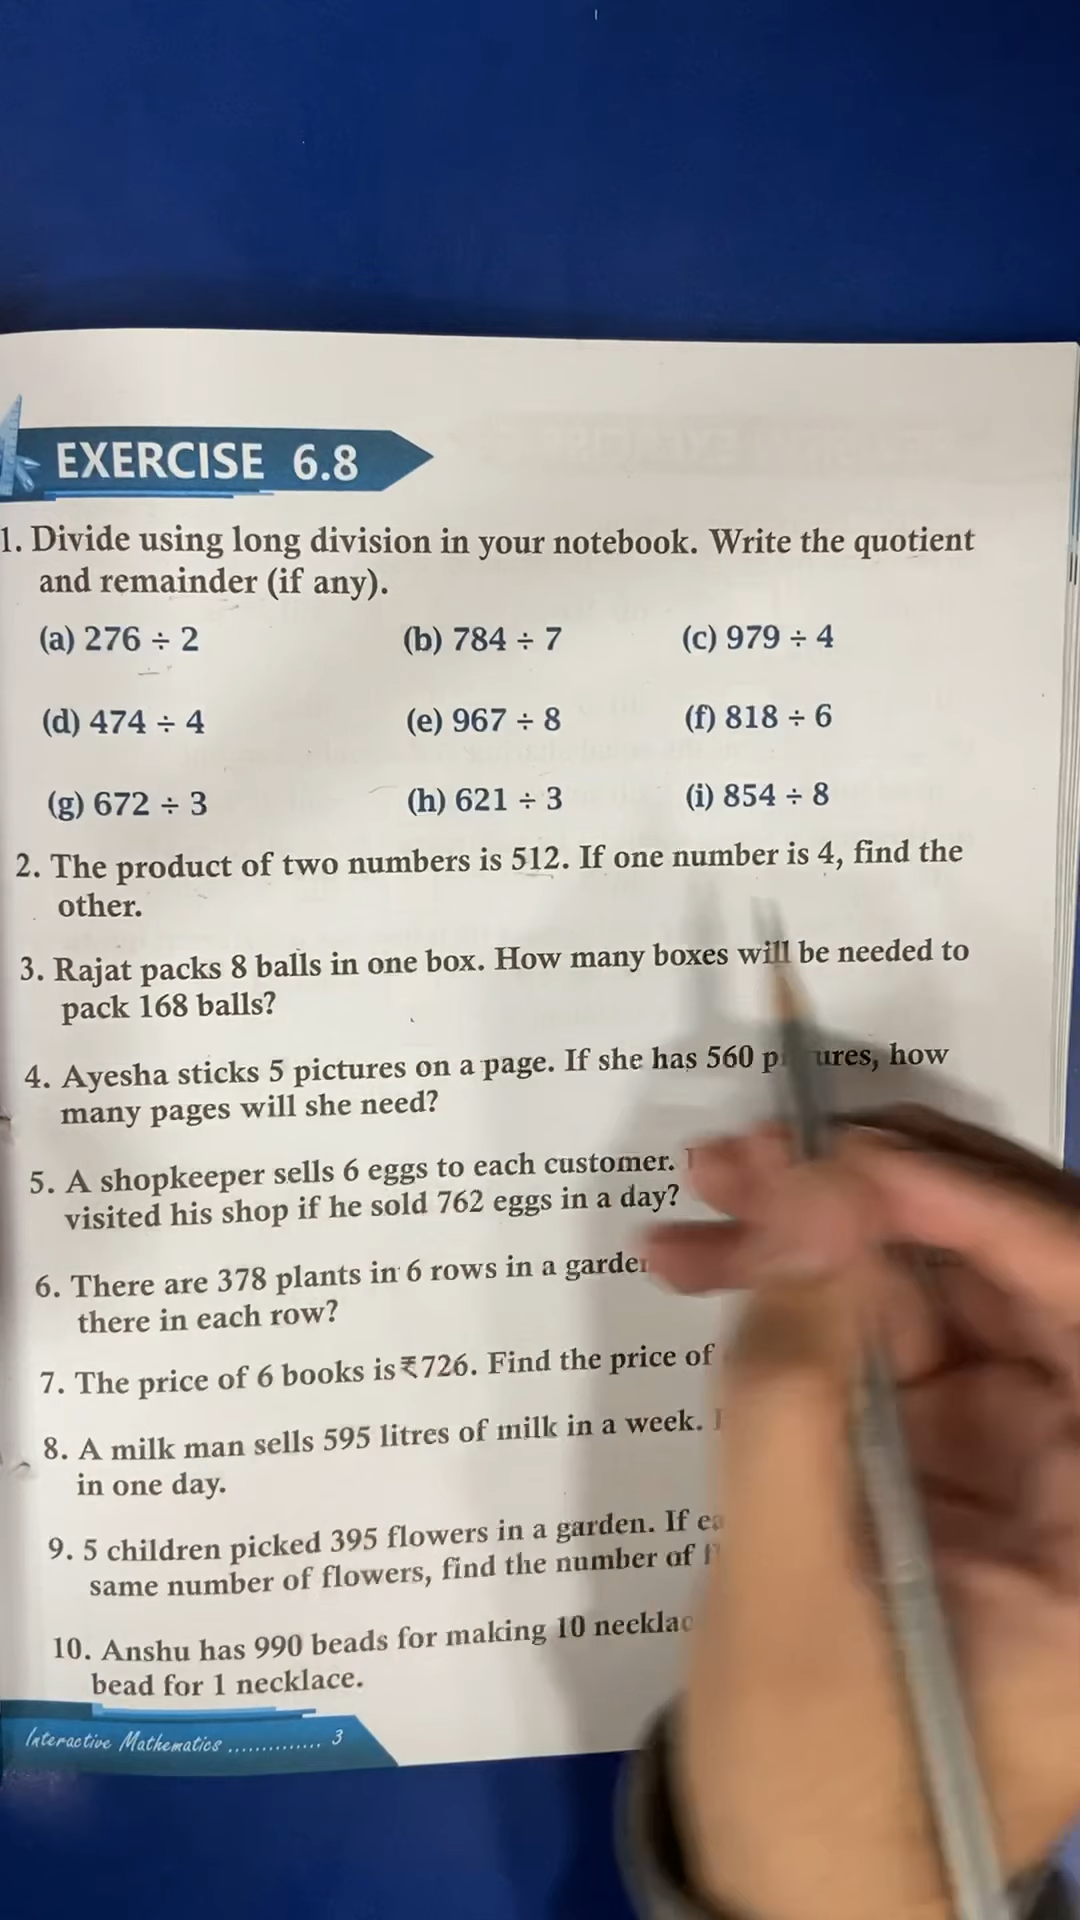 EXERCISE 6.8
1. Divide using long division in your notebook. Write the quotient
and remainder (if any).
(a) 276 ÷ 2 (b) 784 ÷ 7 (c) 979 ÷ 4
(d) 474 ÷ 4 (e) 967 ÷ 8 (f) 818 ÷ 6
(g) 672 ÷ 3 (h) 621 ÷ 3 (i) 854 ÷ 8
2. The product of two numbers is 512. If one number is 4, find the
other.
3. Rajat packs 8 balls in one box. How many boxes will be needed to
pack 168 balls?
4. Ayesha sticks 5 pictures on a page. If she has 560 how
many pages will she need?
5. A shopkeeper sells 6 eggs to each customer.
visited his shop if he sold 762 eggs in a day?
6. There are 378 plants in 6 rows in a
there in each row?
7. The price of 6 books is ₹726. Find the price of
8. A milk man sells 595 litres of milk in a week.
in one day.
9. 5 children picked 395 flowers in a garden. If
same number of flowers, find the number of
10. Anshu has 990 beads for making 10
bead for 1 necklace.
Interactive Mathematics .............. 3